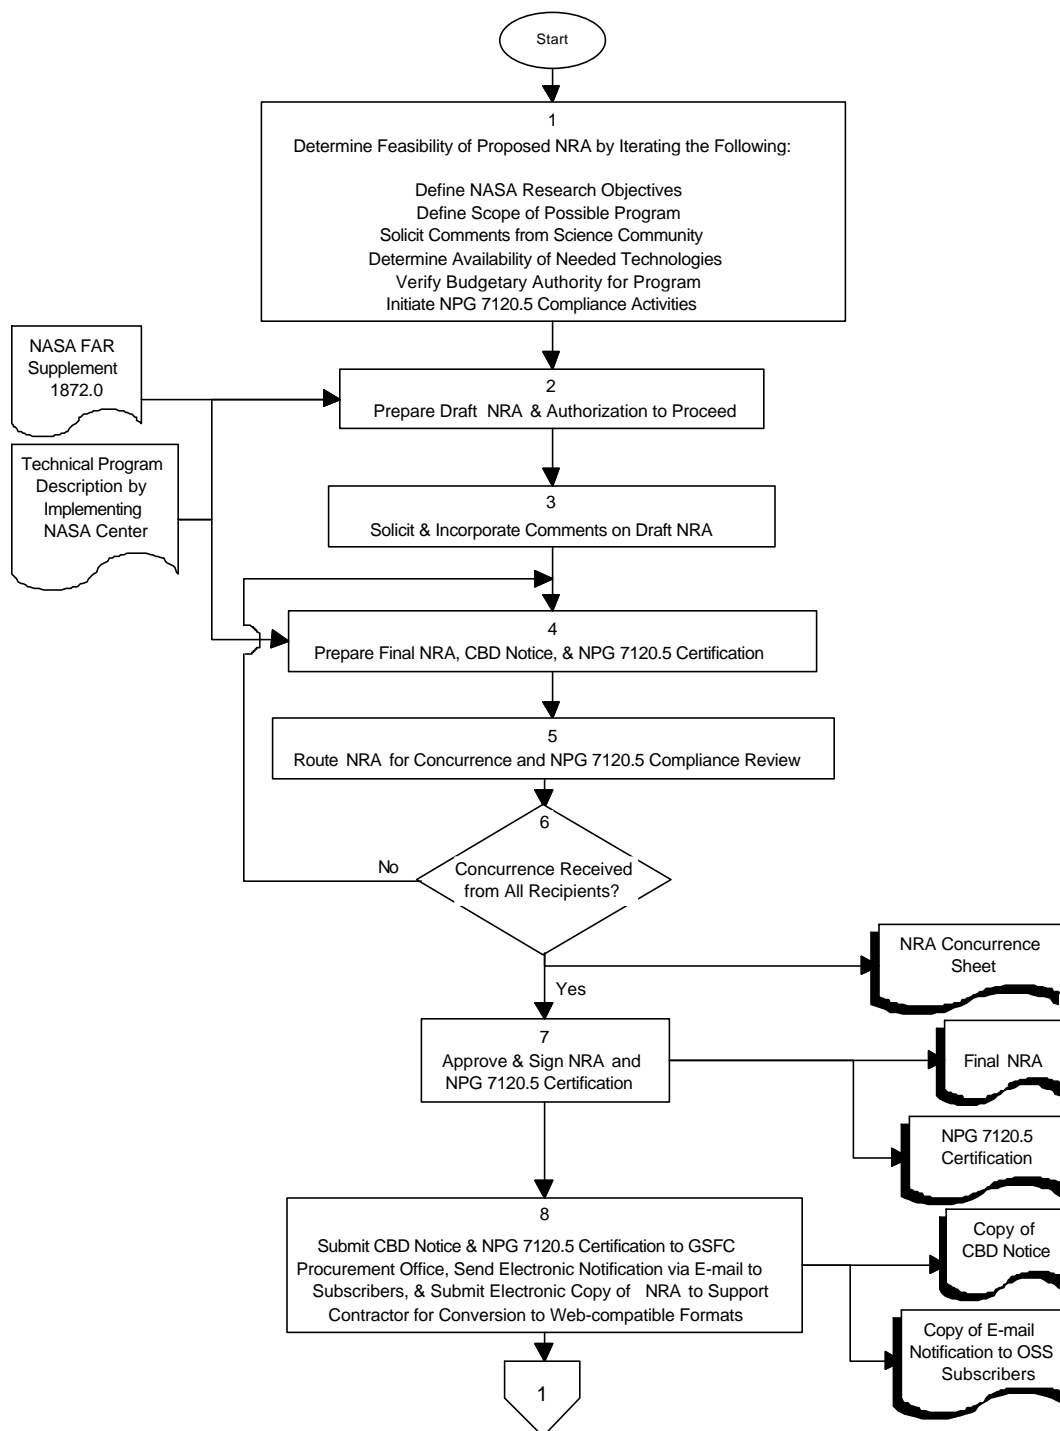 Start
1
Determine Feasibility of Proposed NRA by Iterating the Following:
Define NASA Research Objectives
Define Scope of Possible Program
Solicit Comments from Science Community
Determine Availability of Needed Technologies
Verify Budgetary Authority for Program
Initiate NPG 7120.5 Compliance Activities
NASA FAR
Supplement
1872.0
2
Prepare Draft NRA & Authorization to Proceed
Technical Program
Description by
Implementing
NASA Center
3
Solicit & Incorporate Comments on Draft NRA
4
Prepare Final NRA, CBD Notice, & NPG 7120.5 Certification
5
Route NRA for Concurrence and NPG 7120.5 Compliance Review
6
Concurrence Received
from All Recipients?
No
Yes
NRA Concurrence
Sheet
7
Approve & Sign NRA and
NPG 7120.5 Certification
Final NRA
NPG 7120.5
Certification
8
Submit CBD Notice & NPG 7120.5 Certification to GSFC
Procurement Office, Send Electronic Notification via E-mail to
Subscribers, & Submit Electronic Copy of NRA to Support
Contractor for Conversion to Web-compatible Formats
Copy of
CBD Notice
Copy of E-mail
Notification to OSS
Subscribers
1